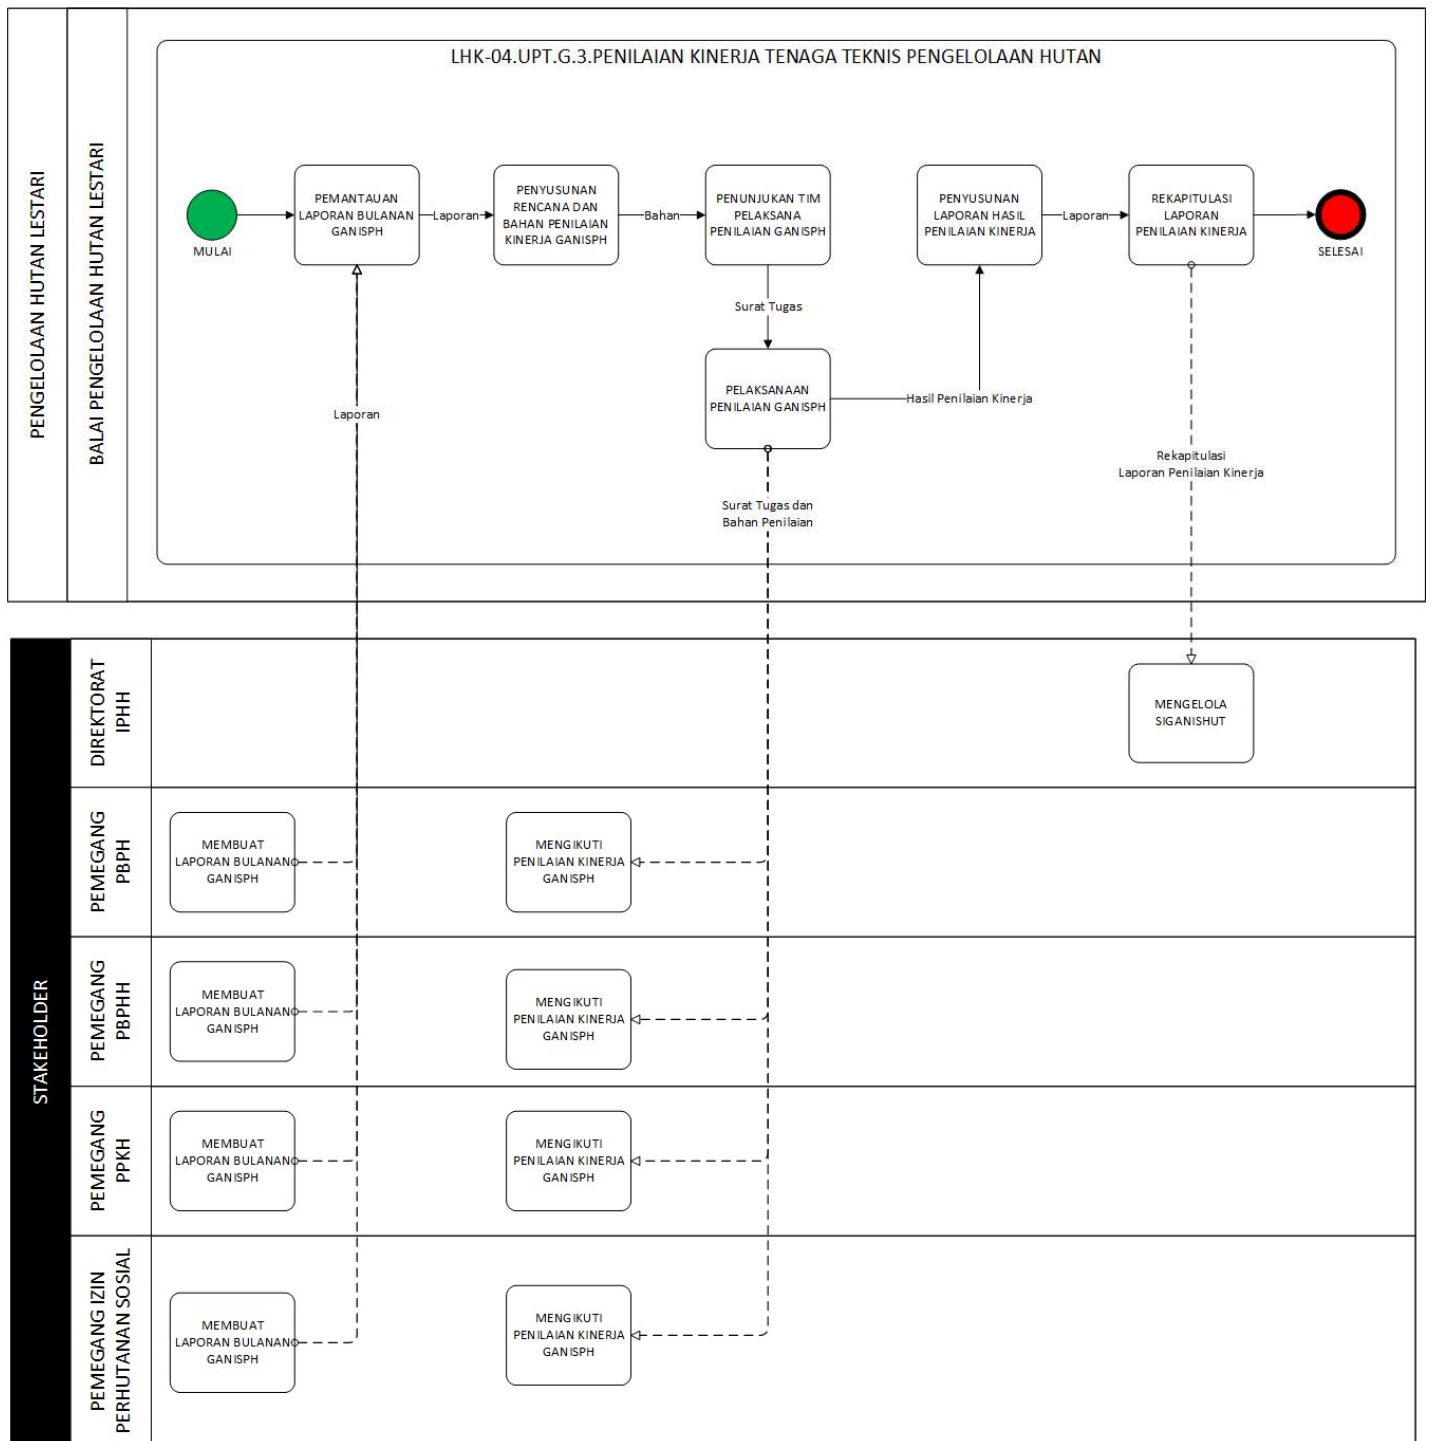 LHK-04.UPT.G.3.PENILAIAN KINERJA TENAGA TEKNIS PENGELOLAAN HUTAN
PENGELOLAAN HUTAN LESTARI
BALAI PENGELOLAAN HUTAN LESTARI
MULAI
PEMANTAUAN
LAPORAN BULANAN
GANISPH
Laporan
PENYUSUNAN
RENCANA DAN
BAHAN PENILAIAN
KINERJA GANISPH
Bahan
PENUNJUKAN TIM
PELAKSANA
PENILAIAN GANISPH
Surat Tugas
PELAKSANAAN
PENILAIAN GANISPH
Hasil Penilaian Kinerja
PENYUSUNAN
LAPORAN HASIL
PENILAIAN KINERJA
Laporan
REKAPITULASI
LAPORAN
PENILAIAN KINERJA
SELESAI
Laporan
Surat Tugas dan
Bahan Penilaian
Rekapitulasi
Laporan Penilaian Kinerja
STAKEHOLDER
DIREKTORAT
IPHH
MENGELOLA
SIGANISHUT
PEMEGANG
PBPH
MEMBUAT
LAPORAN BULANAN
GANISPH
MENGIKUTI
PENILAIAN KINERJA
GANISPH
PEMEGANG
PBPHH
MEMBUAT
LAPORAN BULANAN
GANISPH
MENGIKUTI
PENILAIAN KINERJA
GANISPH
PEMEGANG
PPKH
MEMBUAT
LAPORAN BULANAN
GANISPH
MENGIKUTI
PENILAIAN KINERJA
GANISPH
PEMEGANG IZIN
PERHUTANAN SOSIAL
MEMBUAT
LAPORAN BULANAN
GANISPH
MENGIKUTI
PENILAIAN KINERJA
GANISPH